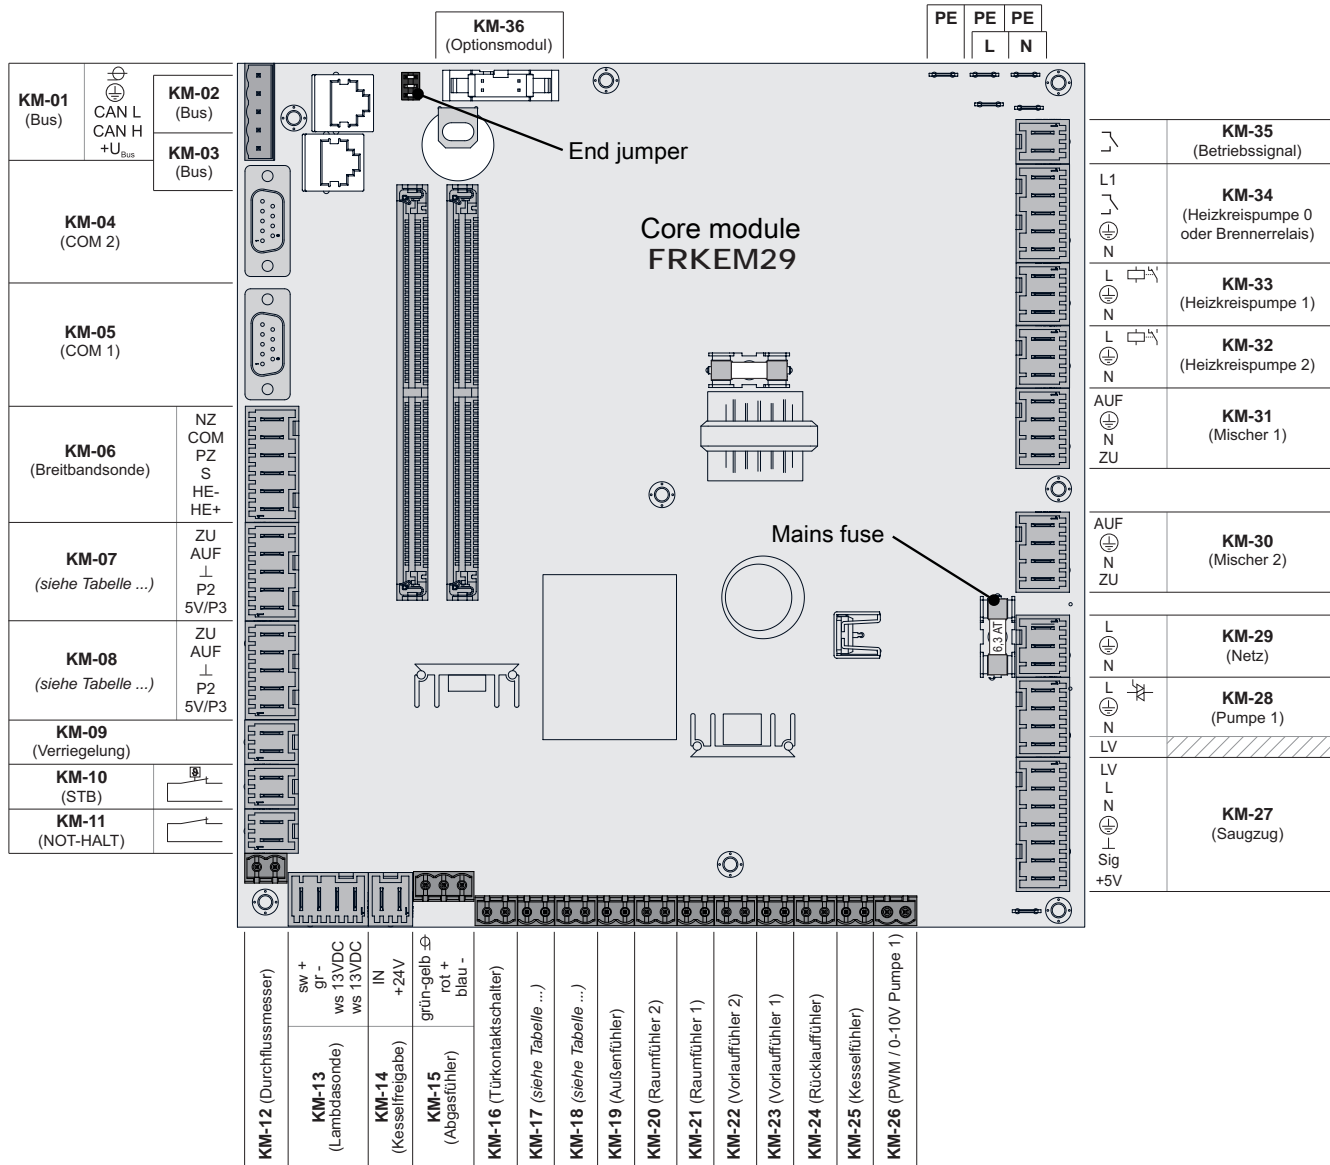 KM-36
(Optionsmodul)
PE PE PE
L N
KM-01
(Bus)
CAN L
CAN H
+U_Bus
KM-02
(Bus)
KM-03
(Bus)
KM-04
(COM 2)
KM-05
(COM 1)
KM-06
(Breitbandsonde)
NZ
COM
PZ
S
HE-
HE+
KM-07
(siehe Tabelle ...)
ZU
AUF
⊥
P2
5V/P3
KM-08
(siehe Tabelle ...)
ZU
AUF
⊥
P2
5V/P3
KM-09
(Verriegelung)
KM-10
(STB)
KM-11
(NOT-HALT)
End jumper
Core module
FRKEM29
Mains fuse
6,3 AT
KM-35
(Betriebssignal)
L1
N
KM-34
(Heizkreispumpe 0
oder Brennerrelais)
L
N
KM-33
(Heizkreispumpe 1)
L
N
KM-32
(Heizkreispumpe 2)
AUF
N
ZU
KM-31
(Mischer 1)
AUF
N
ZU
KM-30
(Mischer 2)
L
N
KM-29
(Netz)
L
N
KM-28
(Pumpe 1)
LV
LV
L
N
⊥
Sig
+5V
KM-27
(Saugzug)
KM-12 (Durchflussmesser)
sw +
gr -
ws 13VDC
ws 13VDC
KM-13
(Lambdasonde)
IN
+24V
KM-14
(Kesselfreigabe)
grün-gelb
rot +
blau -
KM-15
(Abgasfühler)
KM-16 (Türkontaktschalter)
KM-17 (siehe Tabelle ...)
KM-18 (siehe Tabelle ...)
KM-19 (Außenfühler)
KM-20 (Raumfühler 2)
KM-21 (Raumfühler 1)
KM-22 (Vorlauffühler 2)
KM-23 (Vorlauffühler 1)
KM-24 (Rücklauffühler)
KM-25 (Kesselfühler)
KM-26 (PWM / 0-10V Pumpe 1)